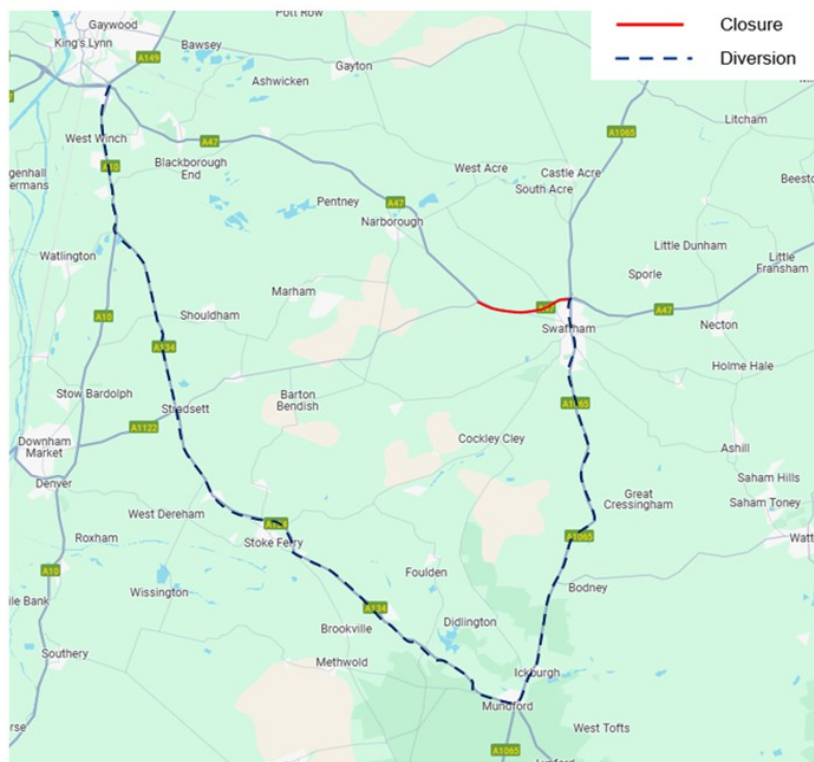 Pott Row
Closure
Gaywood
King's Lynn
Bawsey
A149
Gayton
Diversion
Ashwicken
Litcham
A1065
West Winch
A47
Blackborough
End
West Acre
Castle Acre
South Acre
A10
Beest
Pentney
A47
Narborough
Watlington
Little Dunham
Little
Fransham
Sporle
Marham
Shouldham
A47
Swaffham
A10
Necton
A134
Holme Hale
Stow Bardolph
Barton
Bendish
Stradsett
A1065
A1122
Downham
Market
Cockley Cley
Ashill
Saham Hills
Denver
Great
Cressingham
Saham Toney
West Dereham
A134
Stoke Ferry
A1065
Roxham
A10
Foulden
Wissington
Bodney
A134
Didlington
Brookville
Southery
Methwold
Ickburgh
Mundford
West Tofts
A1065